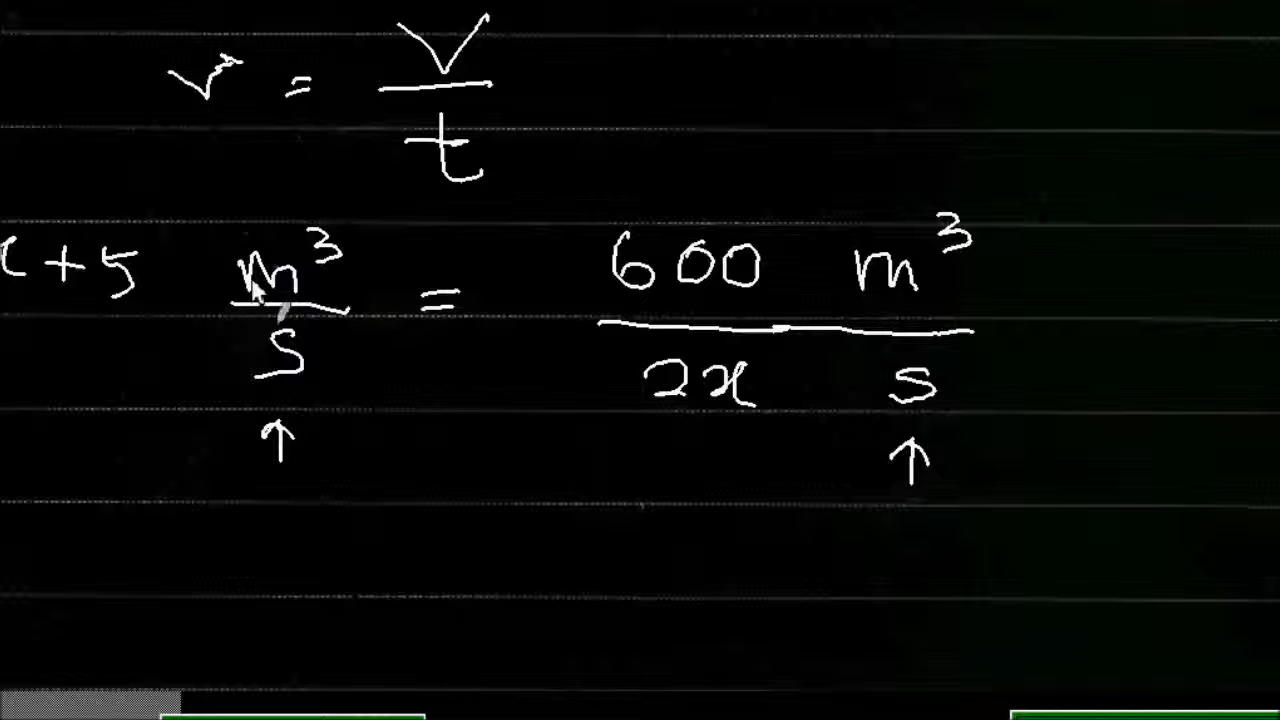 v = V
t
x + 5 m³ = 600 m³
s 2x s